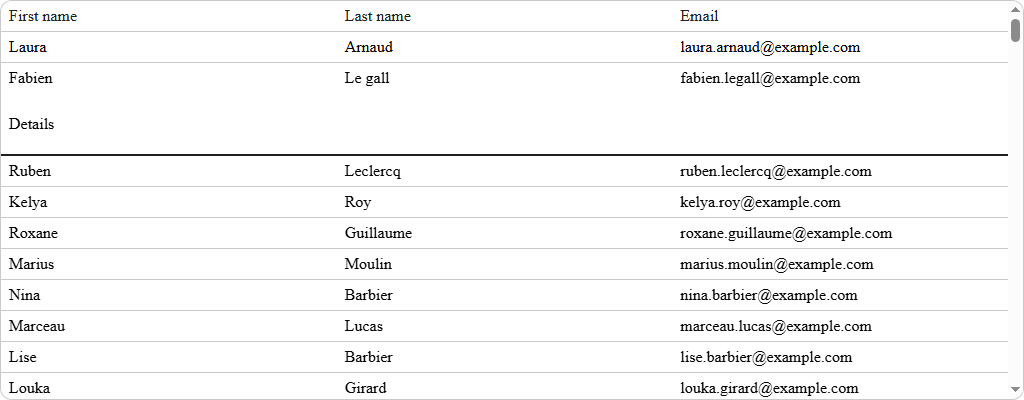 First name Last name Email
Laura Arnaud laura.arnaud@example.com
Fabien Le gall fabien.legall@example.com
Details
Ruben Leclercq ruben.leclercq@example.com
Kelya Roy kelya.roy@example.com
Roxane Guillaume roxane.guillaume@example.com
Marius Moulin marius.moulin@example.com
Nina Barbier nina.barbier@example.com
Marceau Lucas marceau.lucas@example.com
Lise Barbier lise.barbier@example.com
Louka Girard louka.girard@example.com